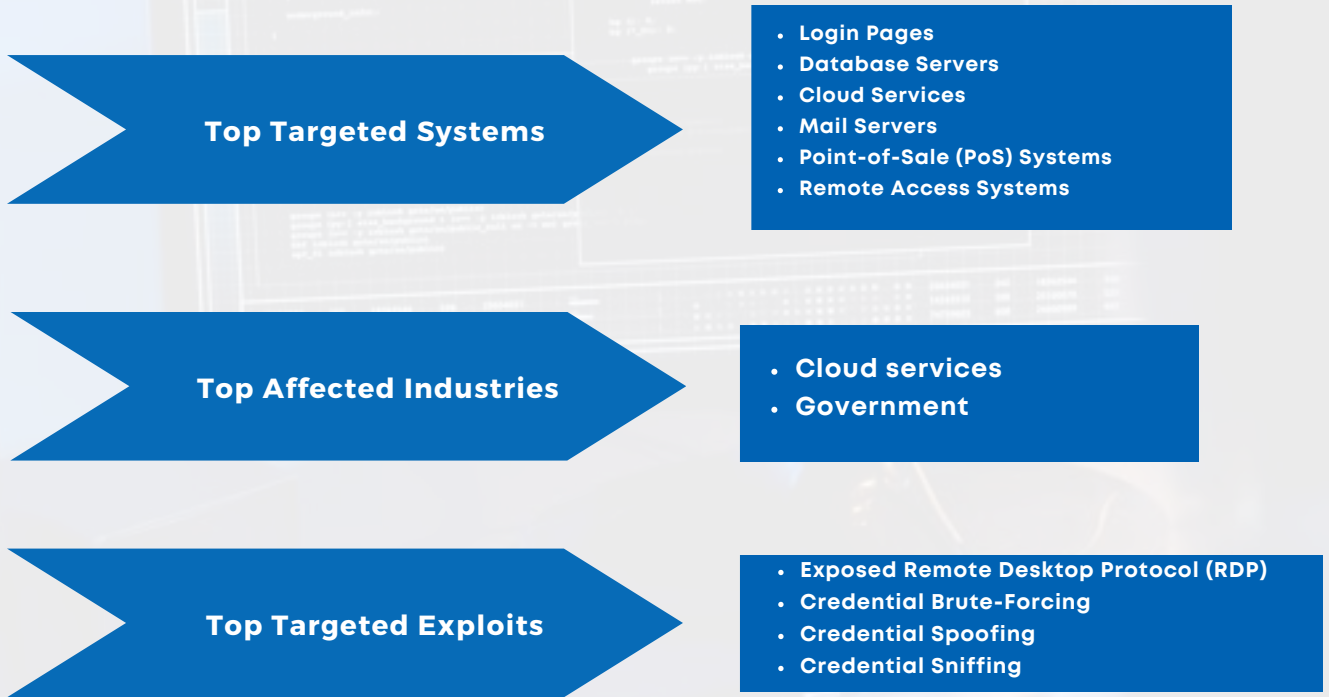 Top Targeted Systems
• Login Pages
• Database Servers
• Cloud Services
• Mail Servers
• Point-of-Sale (PoS) Systems
• Remote Access Systems
Top Affected Industries
• Cloud services
• Government
Top Targeted Exploits
• Exposed Remote Desktop Protocol (RDP)
• Credential Brute-Forcing
• Credential Spoofing
• Credential Sniffing